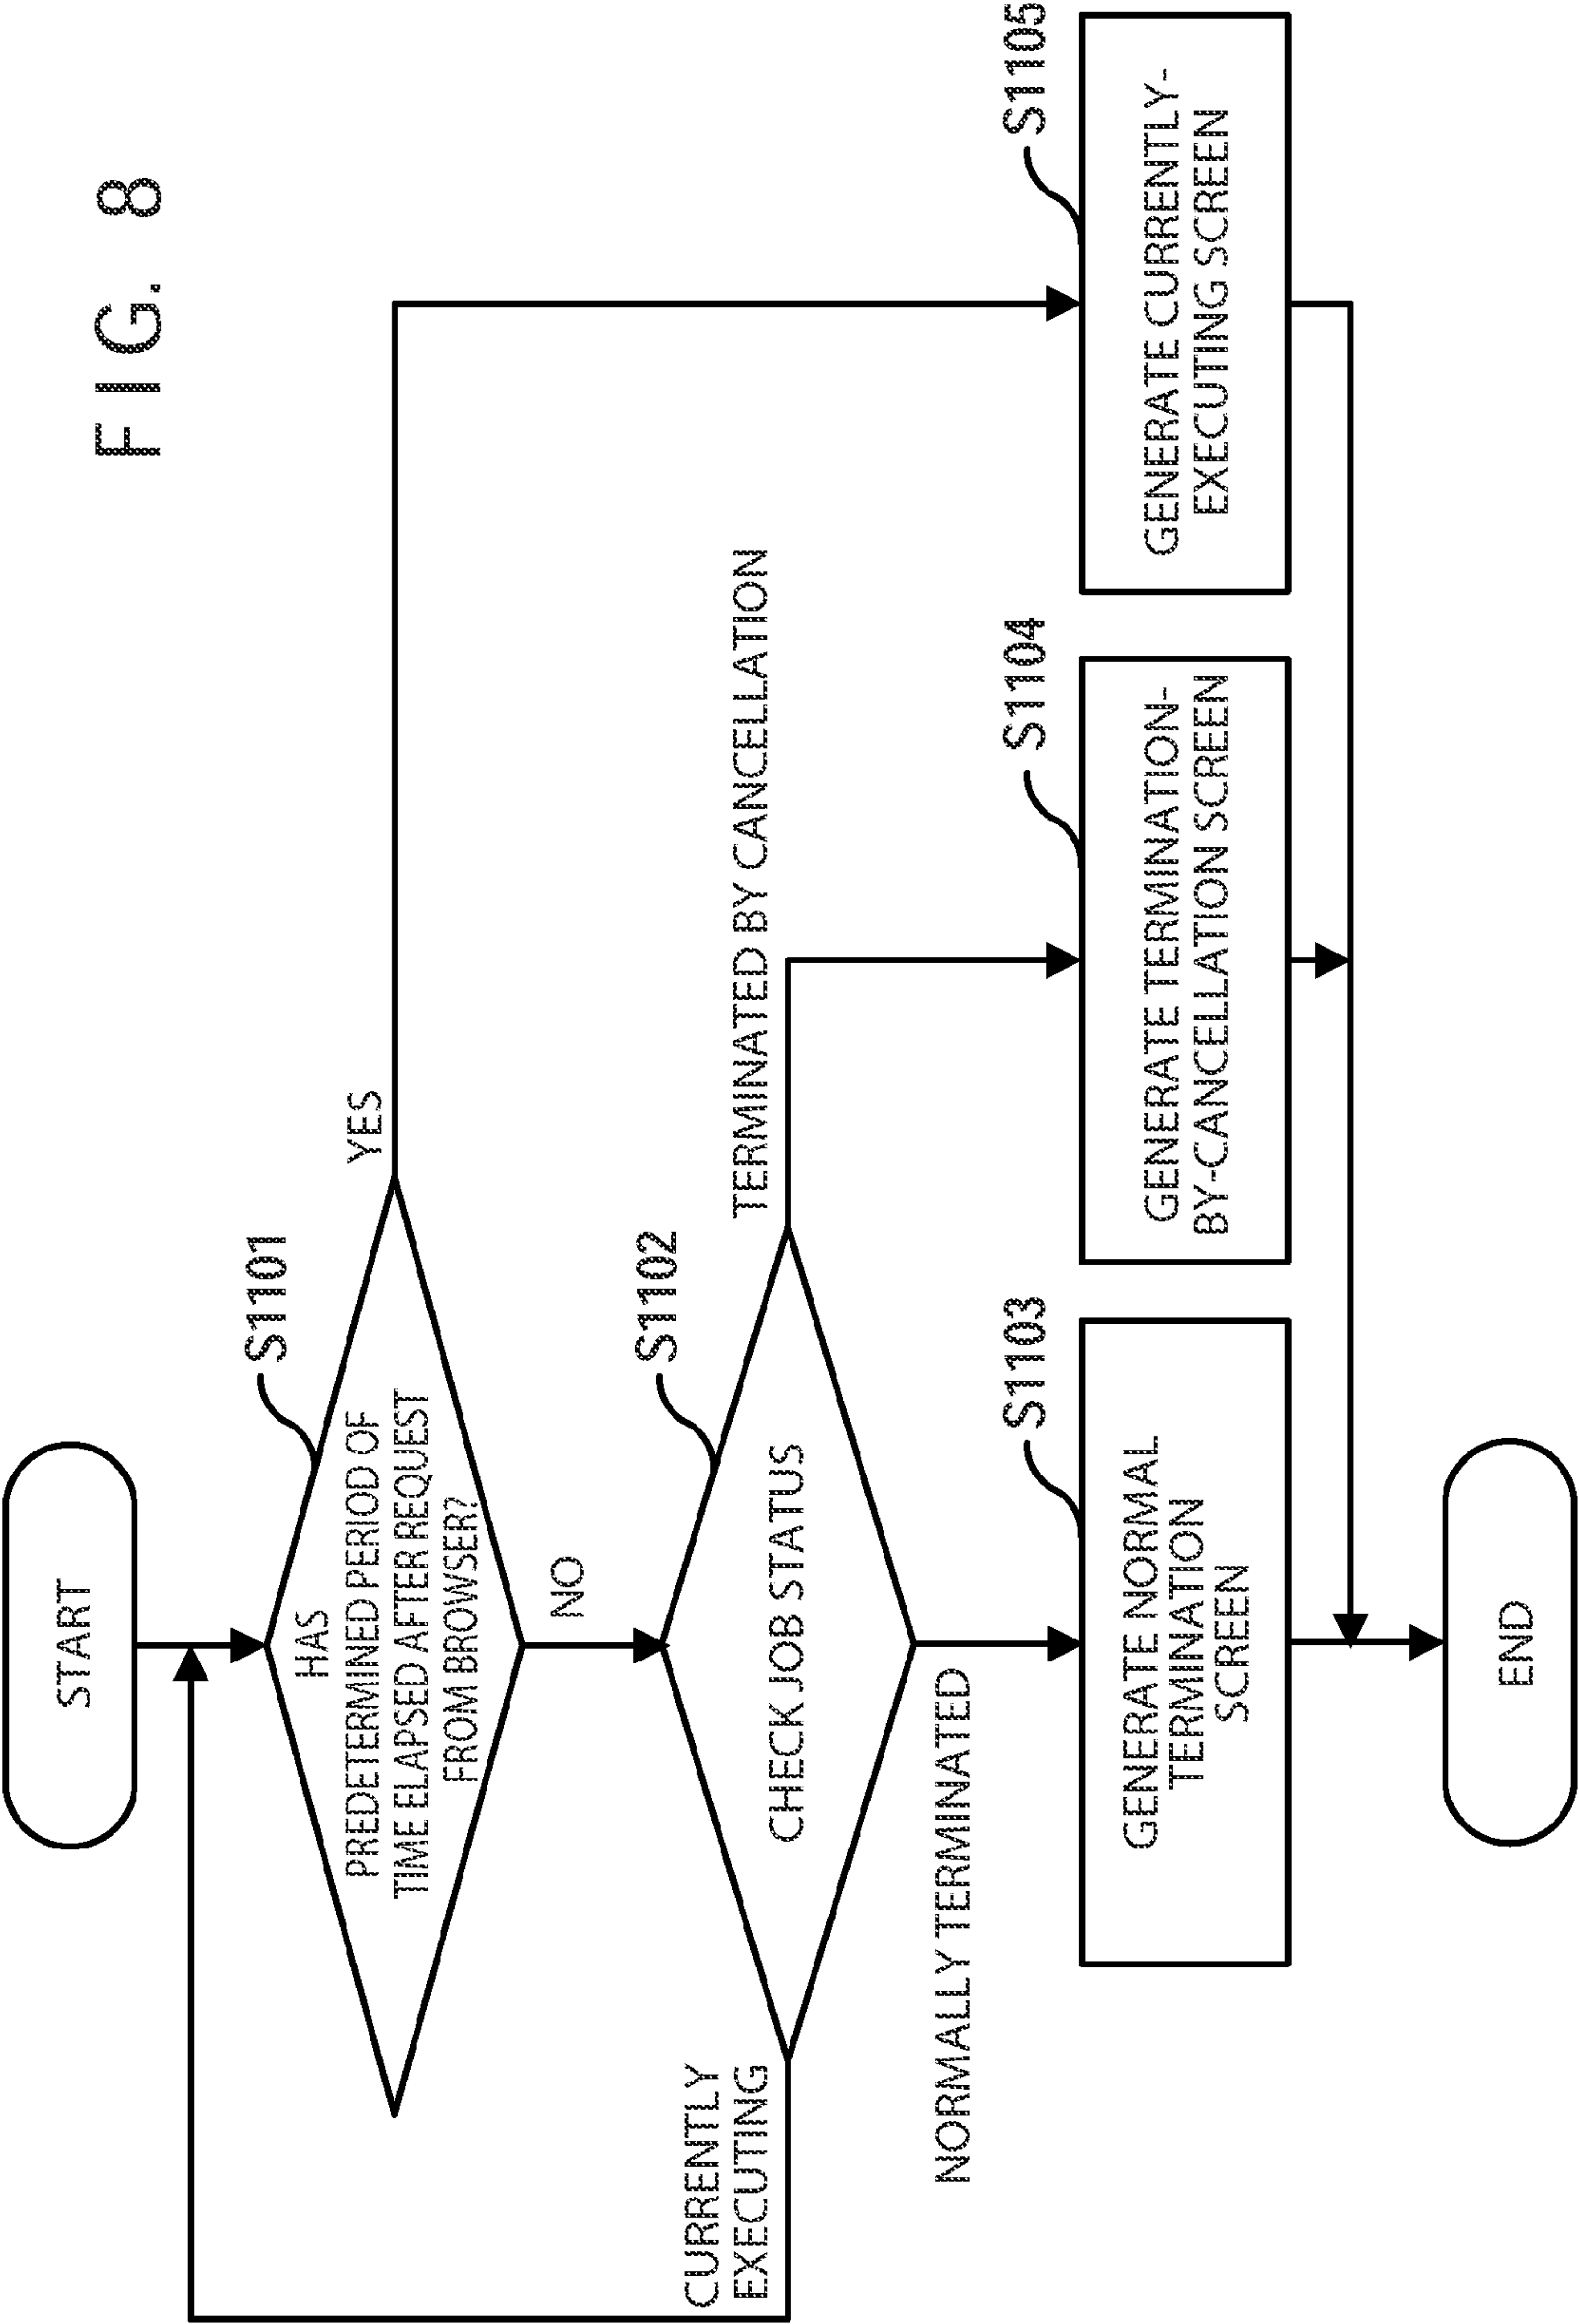 FIG. 8
START
S1101
HAS
PREDETERMINED PERIOD OF
TIME ELAPSED AFTER REQUEST
FROM BROWSER?
YES
NO
S1102
CHECK JOB STATUS
CURRENTLY
EXECUTING
TERMINATED BY CANCELLATION
NORMALLY TERMINATED
S1103
GENERATE NORMAL
TERMINATION
SCREEN
S1104
GENERATE TERMINATION-
BY-CANCELLATION SCREEN
S1105
GENERATE CURRENTLY-
EXECUTING SCREEN
END